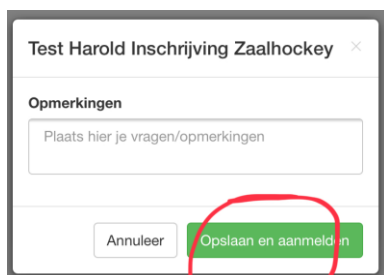 Test Harold Inschrijving Zaalhockey ×
Opmerkingen
Plaats hier je vragen/opmerkingen
Annuleer
Opslaan en aanmelden